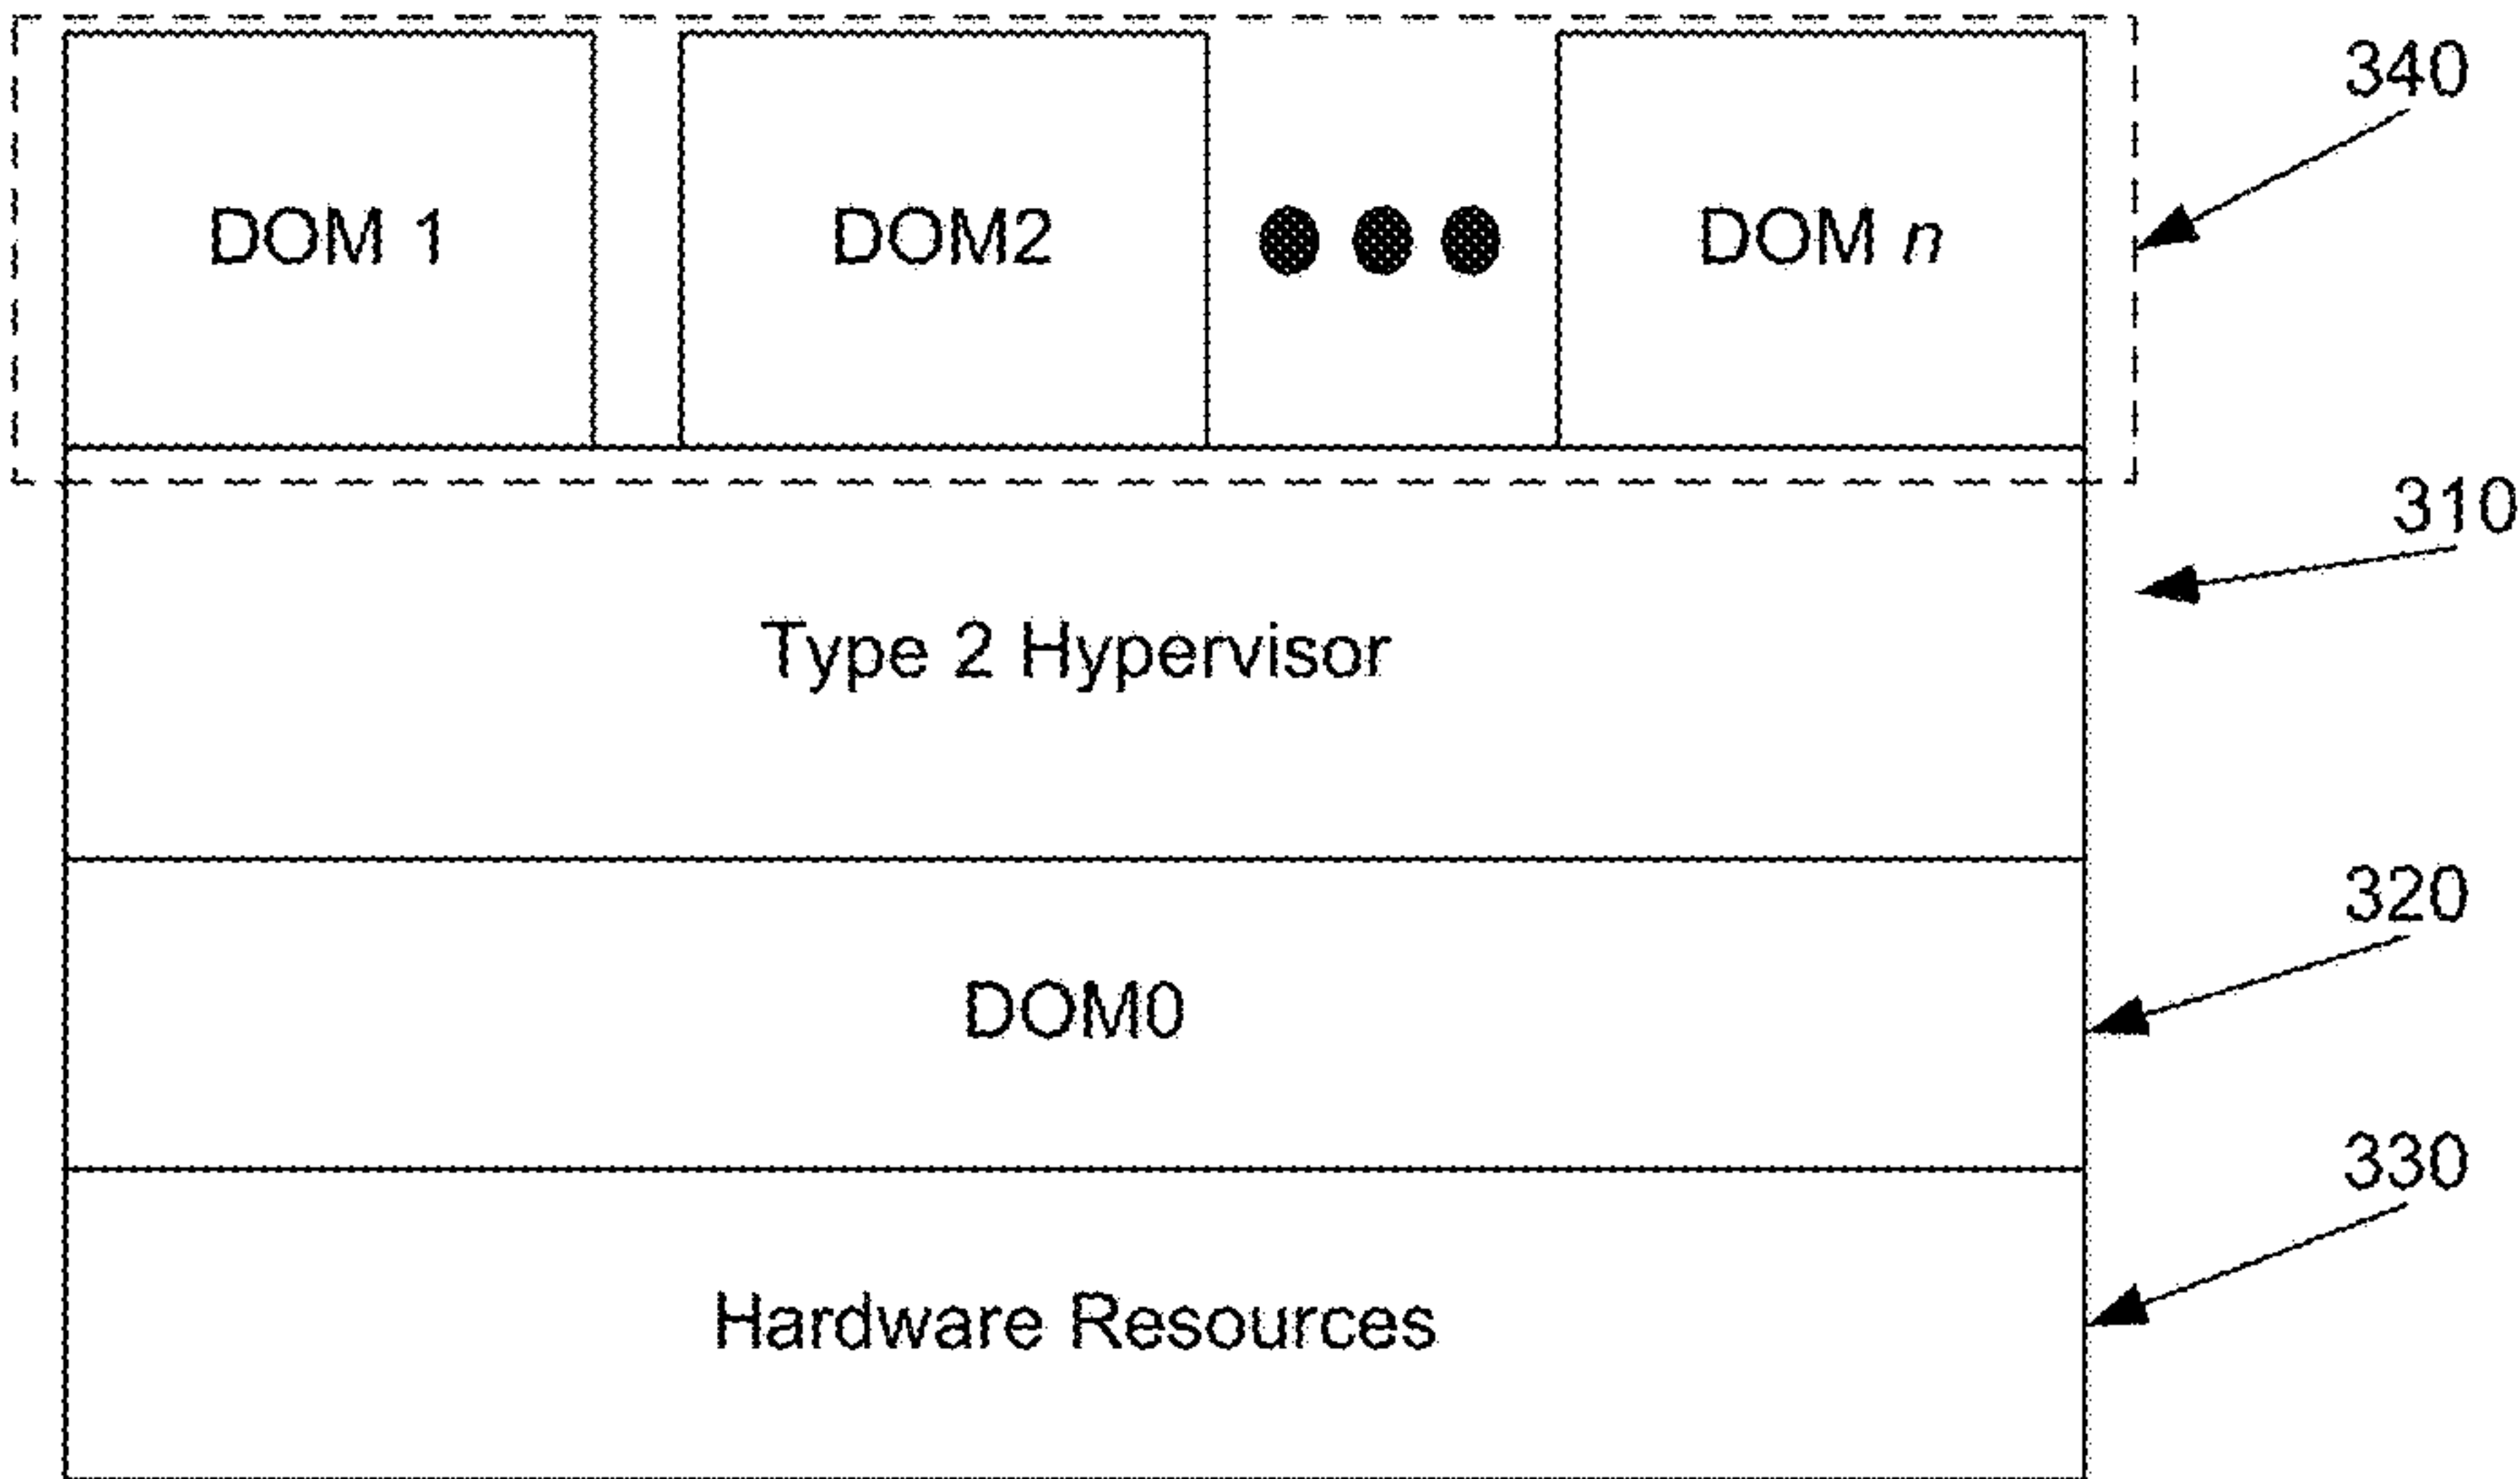 340
DOM 1
DOM2
DOM n
310
Type 2 Hypervisor
320
DOM0
330
Hardware Resources